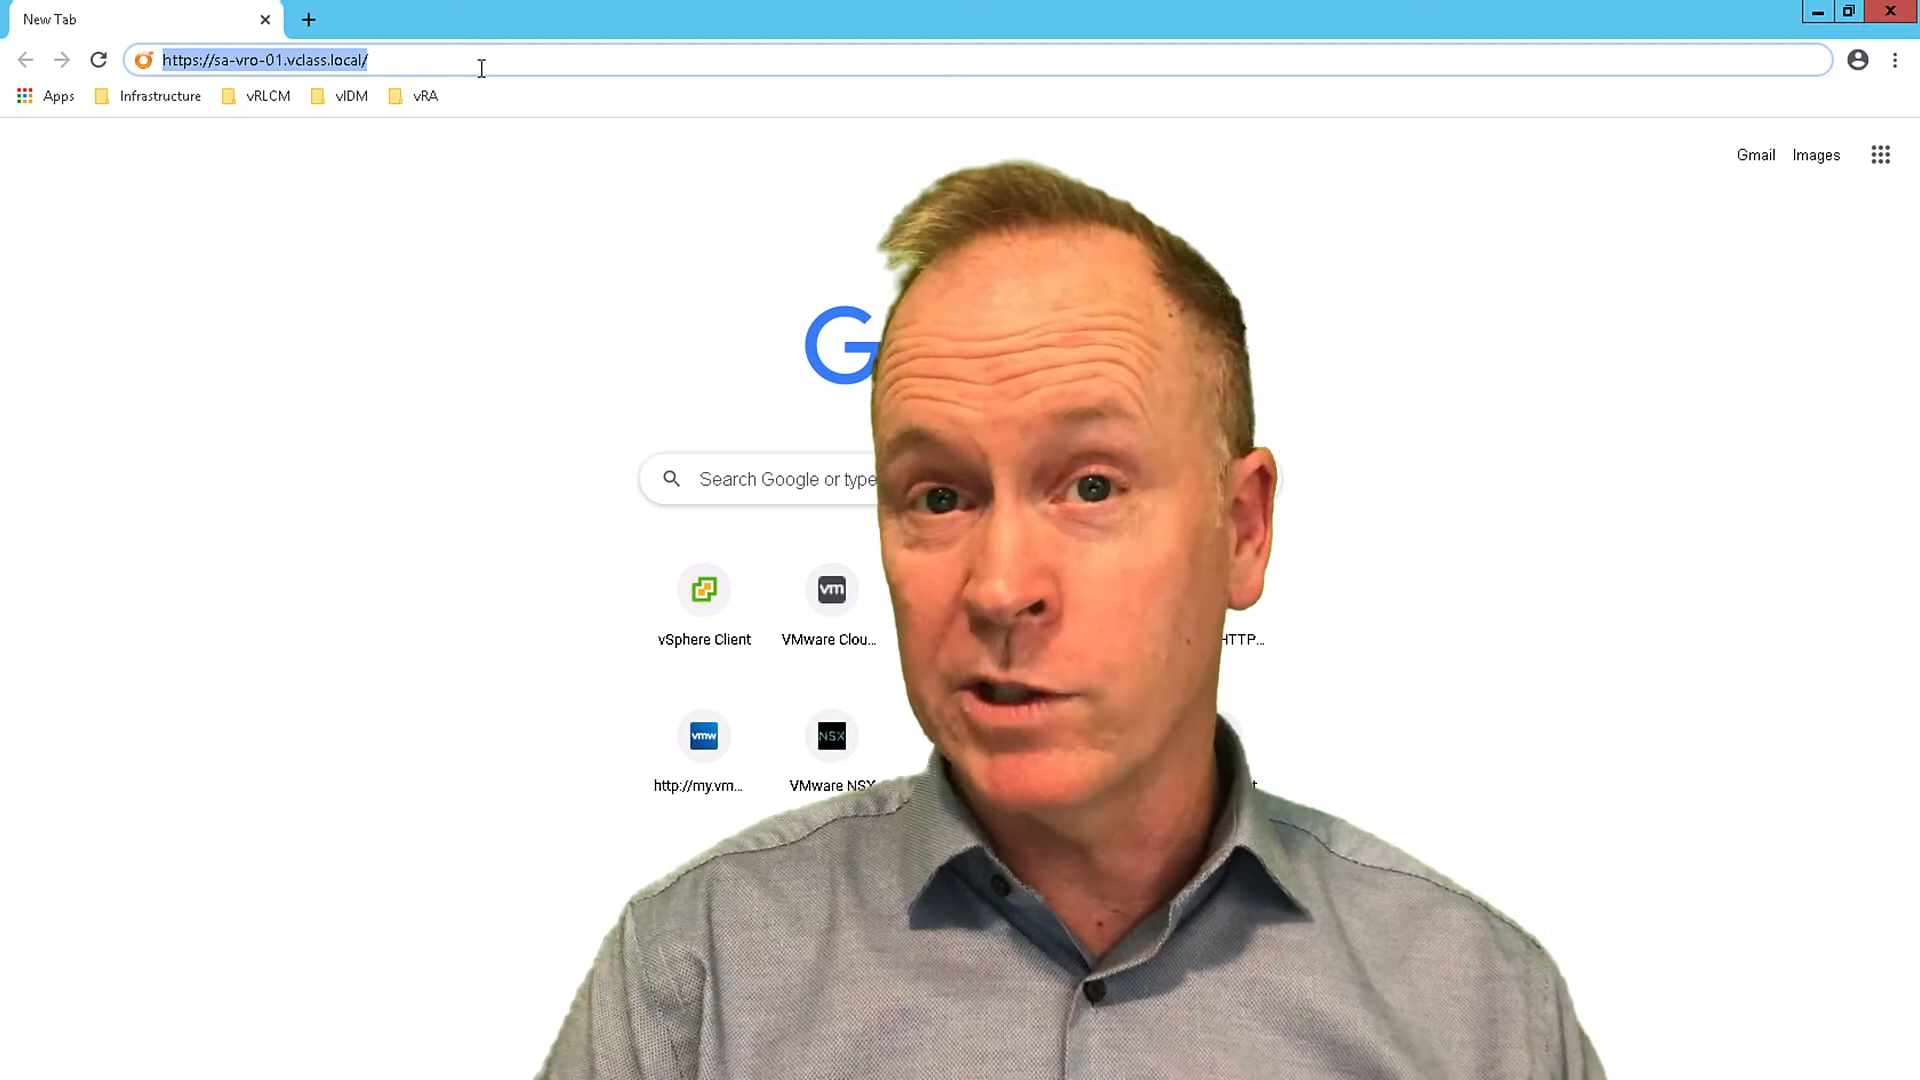 New Tab
https://sa-vro-01.vclass.local/
Apps Infrastructure vRLCM vIDM vRA
Gmail Images
G
Search Google or type
vSphere Client VMware Clou... HTTP...
vm
http://my.vm... VMware NSX
vmw NSX